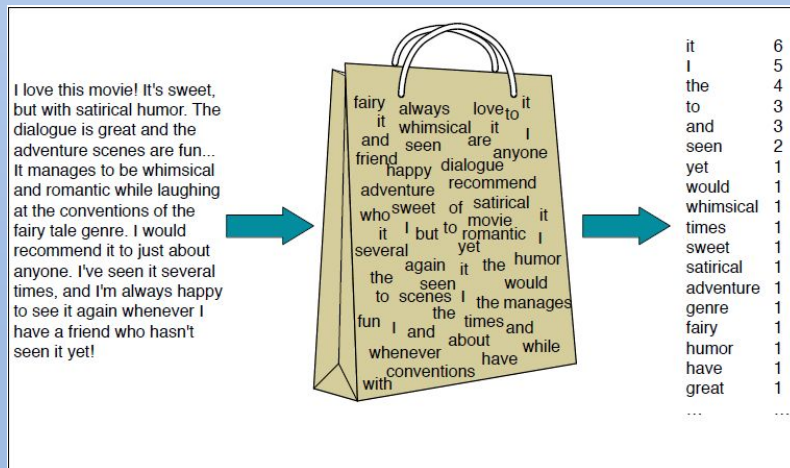 I love this movie! It's sweet,
but with satirical humor. The
dialogue is great and the
adventure scenes are fun...
It manages to be whimsical
and romantic while laughing
at the conventions of the
fairy tale genre. I would
recommend it to just about
anyone. I've seen it several
times, and I'm always happy
to see it again whenever I
have a friend who hasn't
seen it yet!
fairy always love to it
it whimsical it I
and seen are
friend anyone
happy dialogue
adventure recommend
who sweet of satirical
movie it
it I but to romantic I
several yet
again it the humor
the seen would
to scenes I the manages
the
fun I and times and
about
whenever while
have
conventions
with
it 6
I 5
the 4
to 3
and 3
seen 2
yet 1
would 1
whimsical 1
times 1
sweet 1
satirical 1
adventure 1
genre 1
fairy 1
humor 1
have 1
great 1
... ...